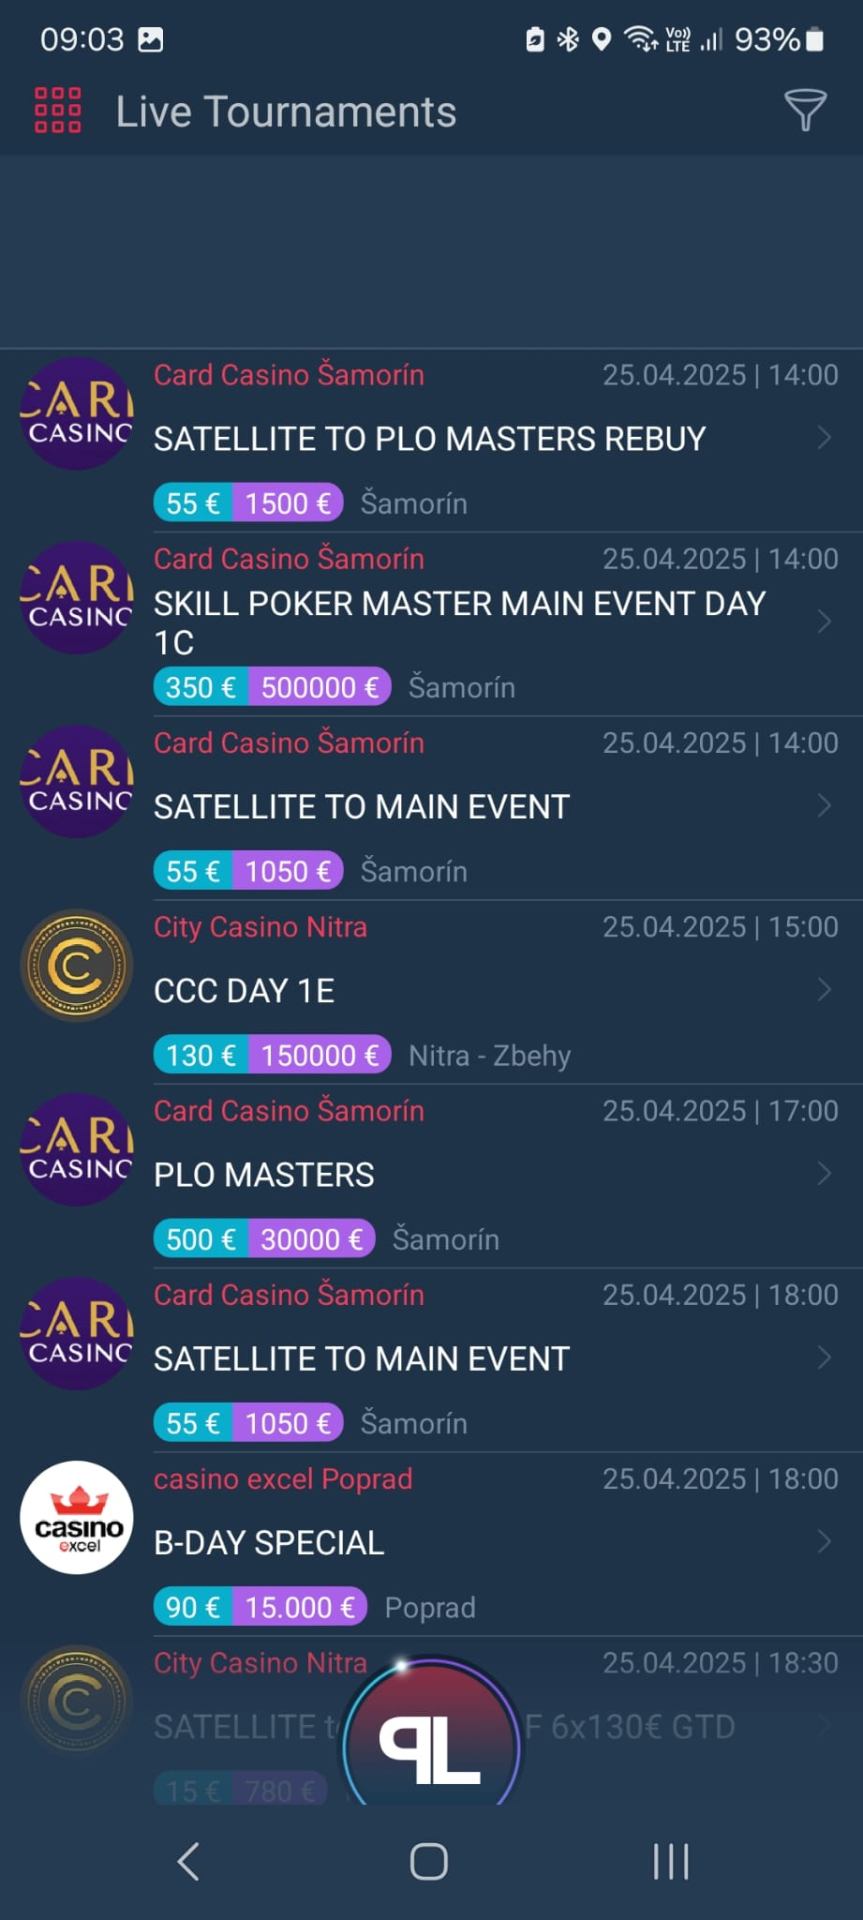 09:03 Vo)) LTE 93%
Live Tournaments
Card Casino Šamorín 25.04.2025 | 14:00
CARD CASINO
SATELLITE TO PLO MASTERS REBUY
55 € 1500 € Šamorín
Card Casino Šamorín 25.04.2025 | 14:00
CARD CASINO
SKILL POKER MASTER MAIN EVENT DAY
1C
350 € 500000 € Šamorín
Card Casino Šamorín 25.04.2025 | 14:00
CARD CASINO
SATELLITE TO MAIN EVENT
55 € 1050 € Šamorín
City Casino Nitra 25.04.2025 | 15:00
CCC DAY 1E
130 € 150000 € Nitra - Zbehy
Card Casino Šamorín 25.04.2025 | 17:00
CARD CASINO
PLO MASTERS
500 € 30000 € Šamorín
Card Casino Šamorín 25.04.2025 | 18:00
CARD CASINO
SATELLITE TO MAIN EVENT
55 € 1050 € Šamorín
casino excel Poprad 25.04.2025 | 18:00
casino
excel
B-DAY SPECIAL
90 € 15.000 € Poprad
City Casino Nitra 25.04.2025 | 18:30
SATELLITE F 6x130€ GTD
15 € 780 €
PL